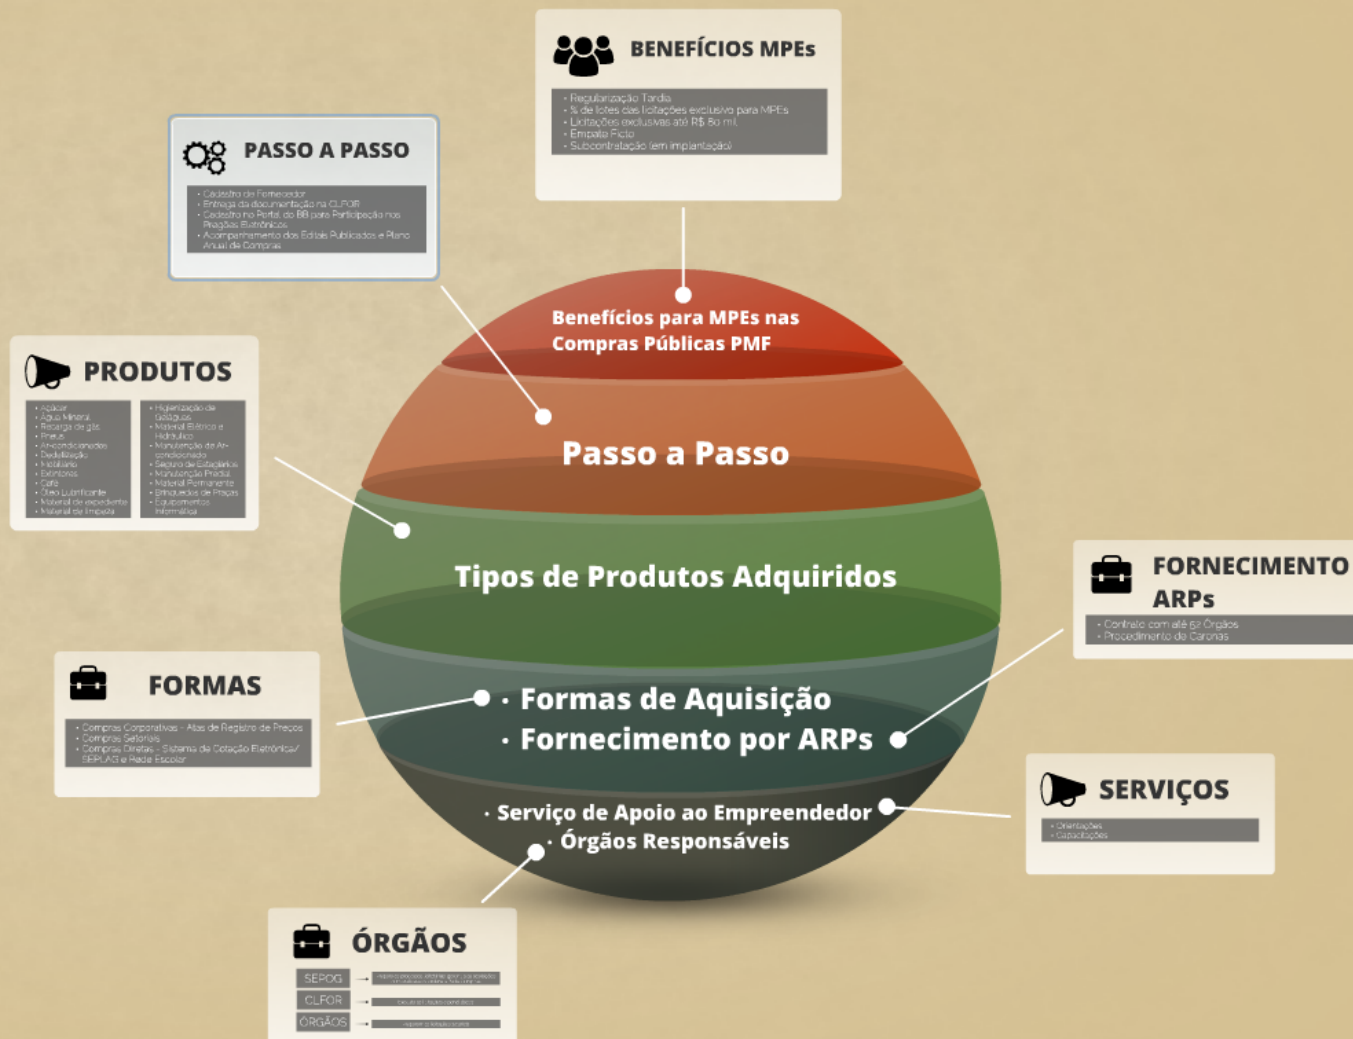 BENEFÍCIOS MPEs
• Regularização Tardia
• % de lotes das licitações exclusivo para MPEs
• Licitações exclusivas até R$ 80 mil
• Empate Ficto
• Subcontratação (em implantação)
PASSO A PASSO
• Cadastro de Fornecedor
• Entrega da documentação na CLFOR
• Cadastro no Portal do BB para Participação nos
Pregões Eletrônicos
• Acompanhamento dos Editais Publicados e Plano
Anual de Compras
Benefícios para MPEs nas
Compras Públicas PMF
Passo a Passo
PRODUTOS
• Açúcar
• Água Mineral
• Recarga de gás
• Pneus
• Ar-condicionados
• Dedetização
• Mobiliário
• Extintores
• Café
• Óleo Lubrificante
• Material de expediente
• Material de limpeza
• Higienização de
Geláguas
• Material Elétrico e
Hidráulico
• Manutenção de Ar-
condicionado
• Seguro de Estagiários
• Manutenção Predial
• Material Permanente
• Brinquedos de Praças
• Equipamentos
Informática
Tipos de Produtos Adquiridos
FORNECIMENTO
ARPs
• Contrato com até 52 Órgãos
• Procedimento de Caronas
FORMAS
• Compras Corporativas - Atas de Registro de Preços
• Compras Setoriais
• Compras Diretas - Sistema de Cotação Eletrônica/
SEPLAG e Rede Escolar
• Formas de Aquisição
• Fornecimento por ARPs
SERVIÇOS
• Orientações
• Capacitações
• Serviço de Apoio ao Empreendedor
• Órgãos Responsáveis
ÓRGÃOS
SEPOG
CLFOR
ÓRGÃOS